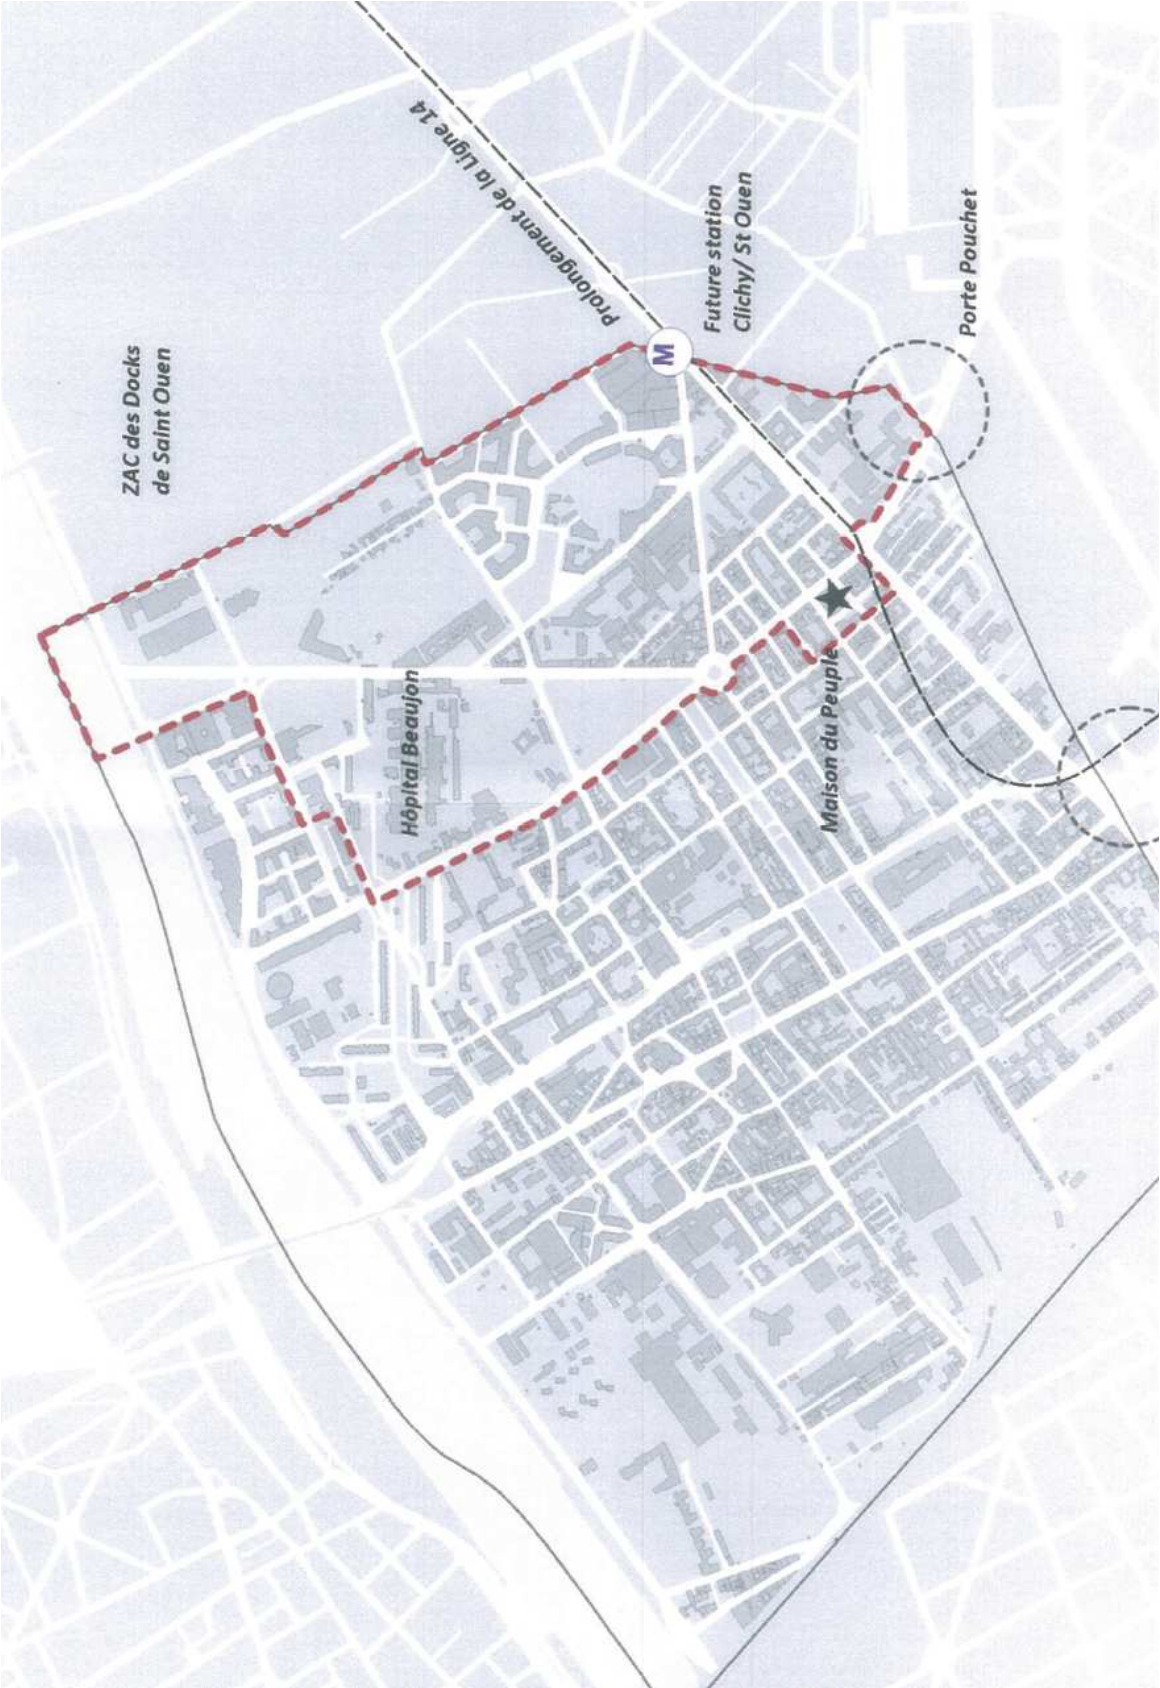 ZAC des Docks
de Saint Ouen
Prolongement de la Ligne 14
Future station
Clichy/ St Ouen
M
Porte Pouchet
Hôpital Beaujon
Maison du Peuple